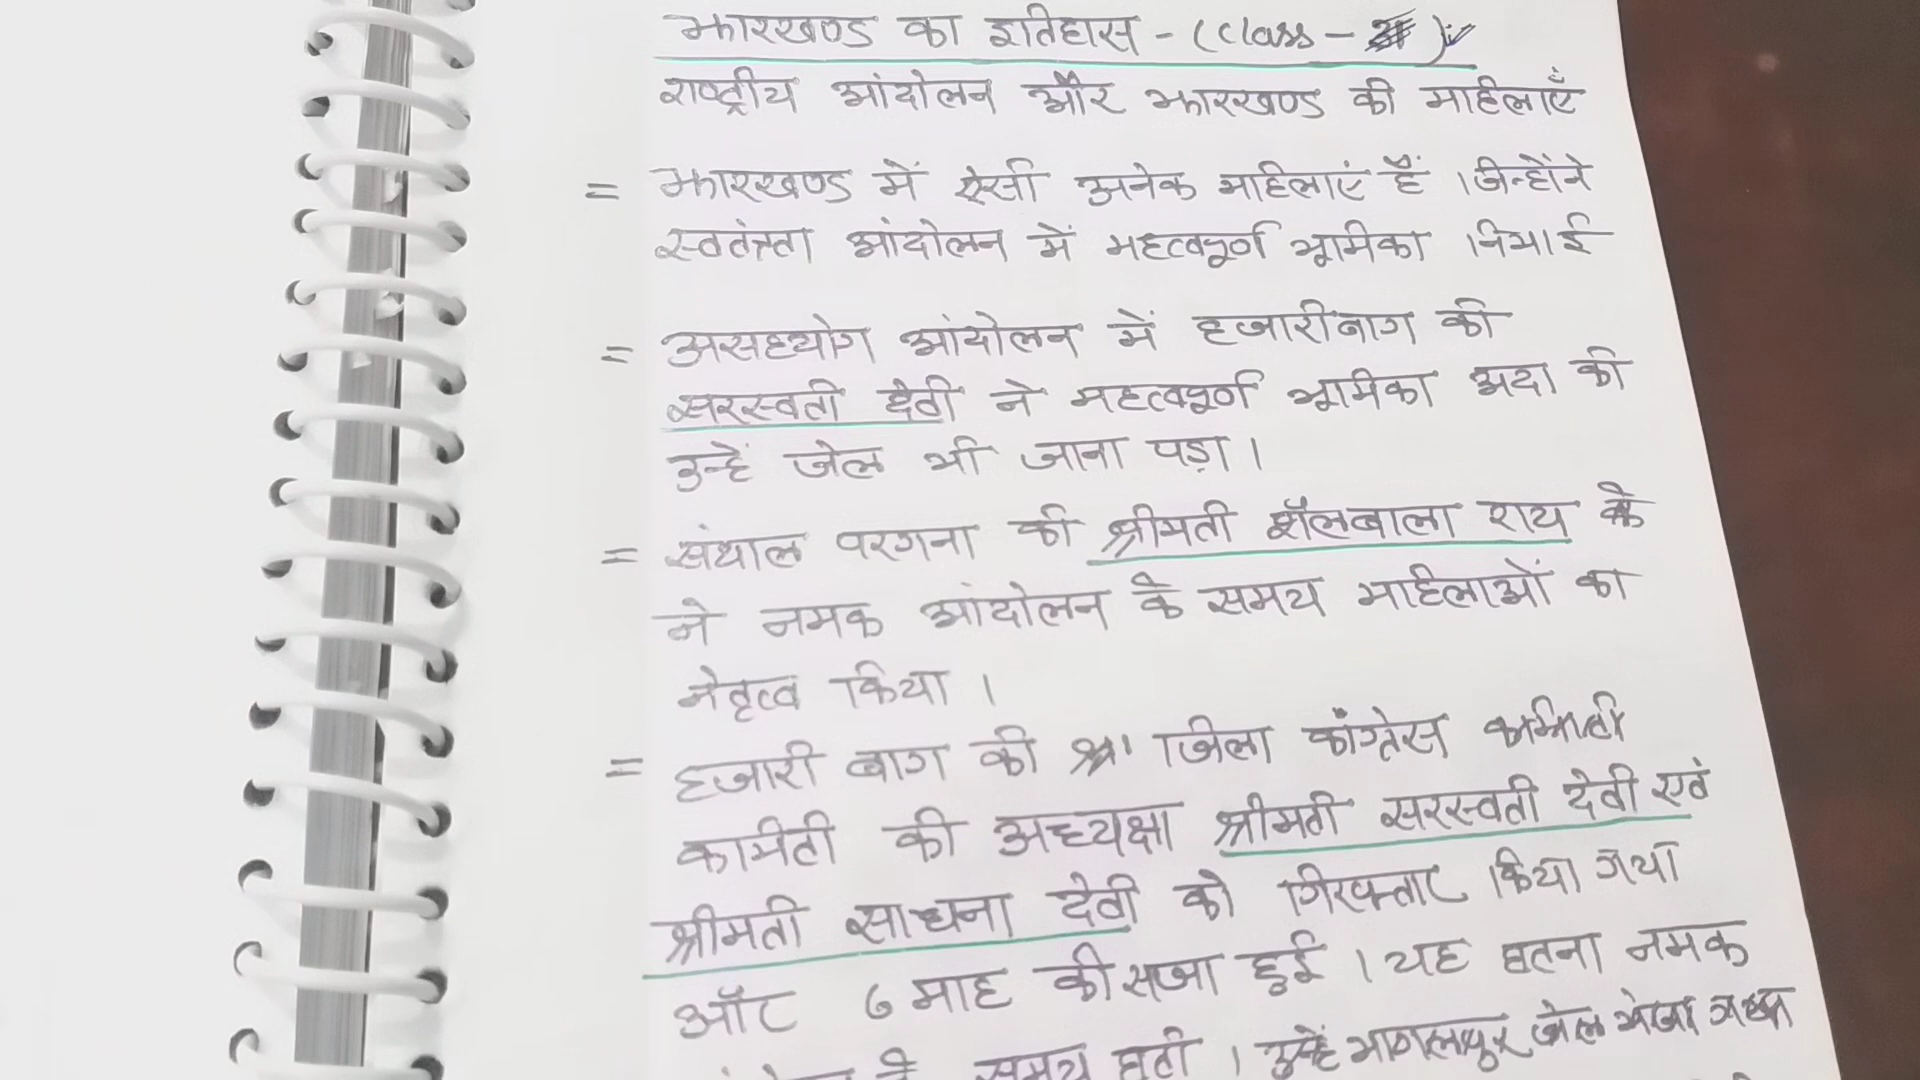 झारखण्ड का इतिहास - (class - )
राष्ट्रीय आंदोलन और झारखण्ड की महिलाएँ
= झारखण्ड में ऐसी अनेक महिलाएं हैं । जिन्होंने
स्वतंत्रता आंदोलन में महत्वपूर्ण भूमिका निभाई
= असहयोग आंदोलन में हजारीबाग की
सरस्वती देवी ने महत्वपूर्ण भूमिका अदा की
उन्हें जेल भी जाना पड़ा ।
= संथाल परगना की श्रीमती शैलबाला राय के
ने नमक आंदोलन के समय महिलाओं का
नेतृत्व किया ।
= हजारी बाग की जिला कांग्रेस कमिटी
कमिटी की अध्यक्षा श्रीमती सरस्वती देवी एवं
श्रीमती साधना देवी को गिरफ्तार किया गया
और 6 माह की सजा हुई । यह घटना नमक
समय घटी । उन्हें भागलपुर जेल भेजा गया